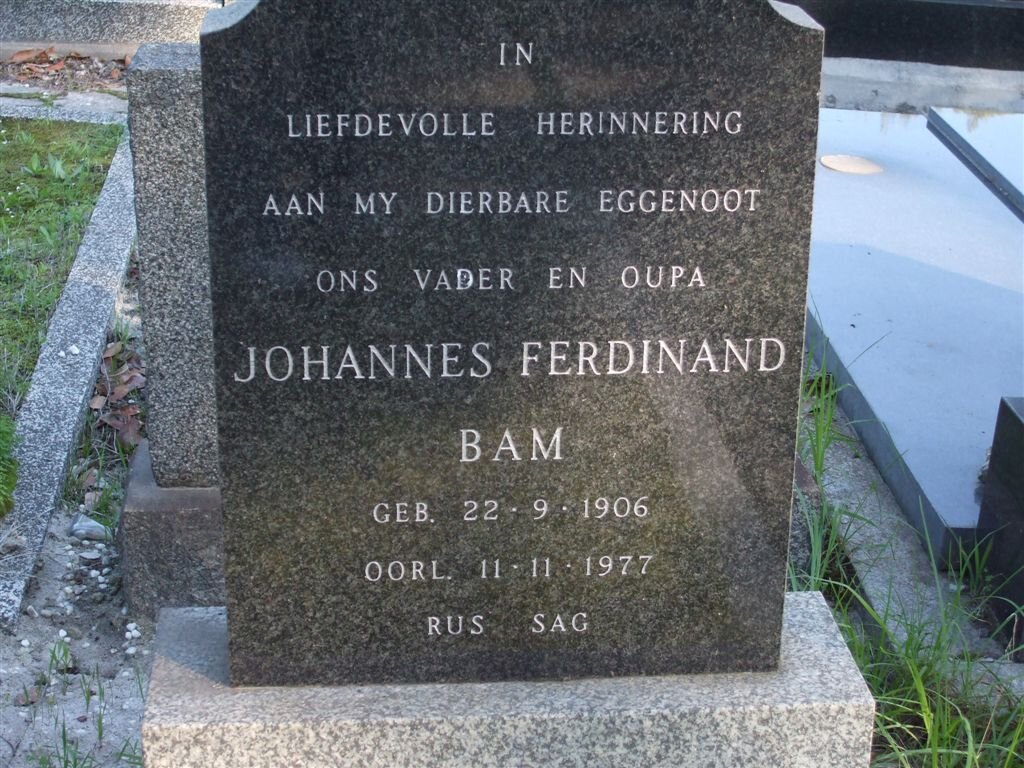 IN
LIEFDEVOLLE HERINNERING
AAN MY DIERBARE EGGENOOT
ONS VADER EN OUPA
JOHANNES FERDINAND
BAM
GEB. 22·9·1906
OORL. 11·11·1977
RUS SAG